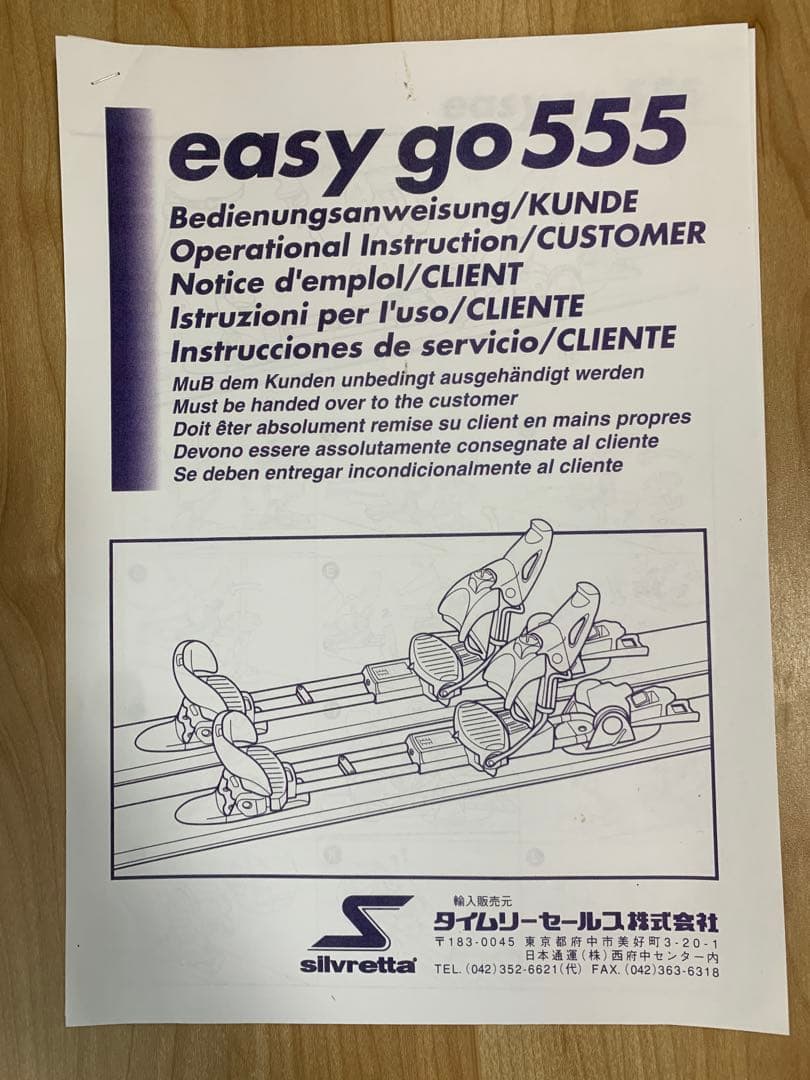 easy go 555
Bedienungsanweisung/KUNDE
Operational Instruction/CUSTOMER
Notice d'emplol/CLIENT
Istruzioni per l'uso/CLIENTE
Instrucciones de servicio/CLIENTE
MuB dem Kunden unbedingt ausgehändigt werden
Must be handed over to the customer
Doit êter absolument remise su client en mains propres
Devono essere assolutamente consegnate al cliente
Se deben entregar incondicionalmente al cliente
silvretta
輸入販売元
タイムリーセールス株式会社
〒183-0045 東京都府中市美好町3-20-1
日本通運(株)西府中センター内
TEL.(042)352-6621(代) FAX.(042)363-6318